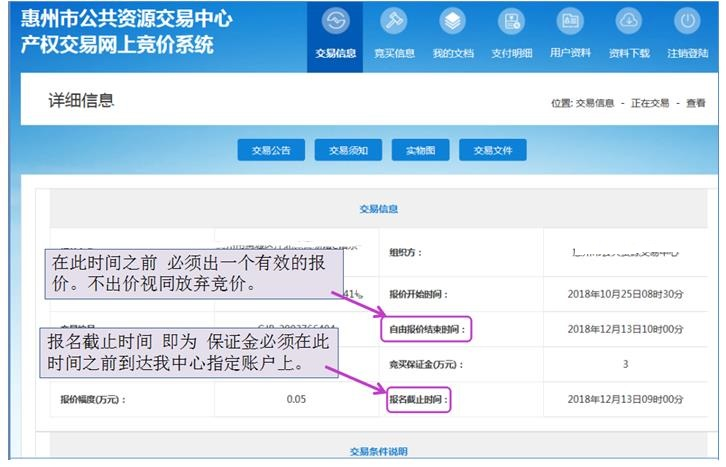 惠州市公共资源交易中心
产权交易网上竞价系统
交易信息 竞买信息 我的文档 支付明细 用户资料 资料下载 注销登陆
详细信息
位置: 交易信息 - 正在交易 - 查看
交易公告 交易须知 实物图 交易文件
交易信息
组织方：
在此时间之前 必须出一个有效的报
价。不出价视同放弃竞价。
报价开始时间： 2018年10月25日08时30分
自由报价结束时间： 2018年12月13日10时00分
报名截止时间 即为 保证金必须在此
时间之前到达我中心指定账户上。
竞买保证金(万元)： 3
报价幅度(万元)： 0.05 报名截止时间： 2018年12月13日09时00分
交易条件说明